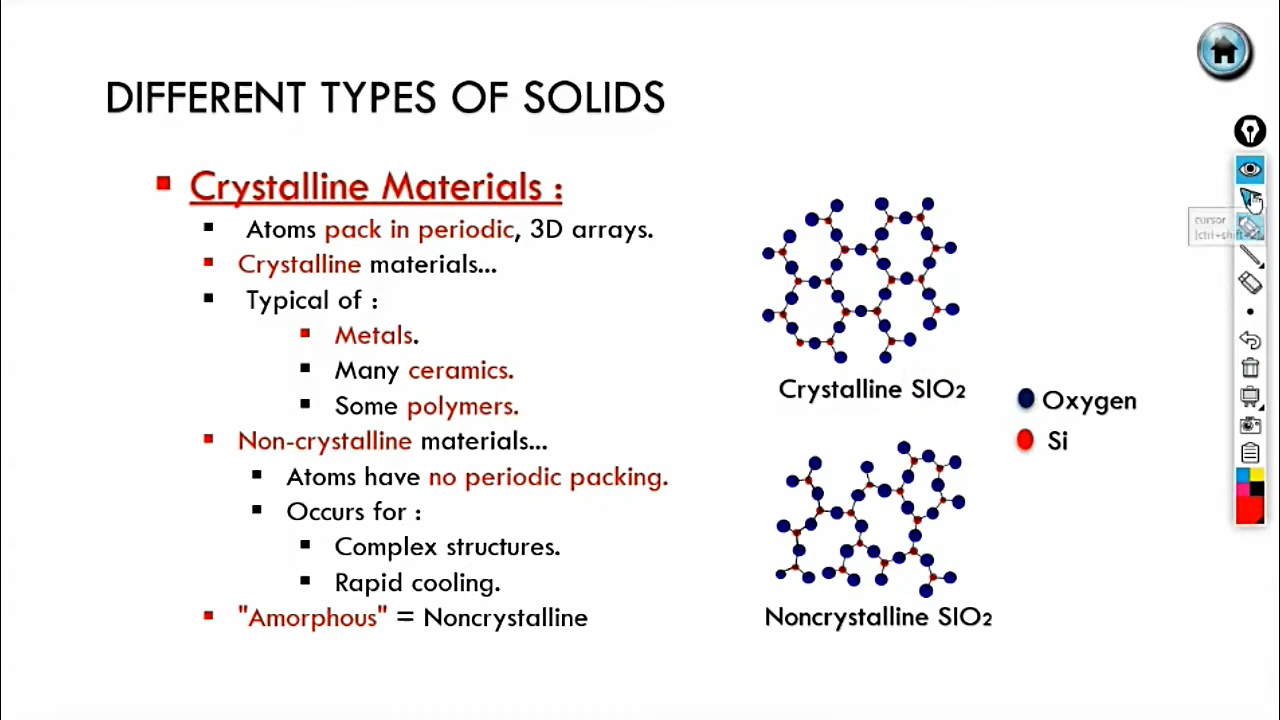 DIFFERENT TYPES OF SOLIDS
Crystalline Materials :
Atoms pack in periodic, 3D arrays.
Crystalline materials...
Typical of :
Metals.
Many ceramics.
Some polymers.
Non-crystalline materials...
Atoms have no periodic packing.
Occurs for :
Complex structures.
Rapid cooling.
"Amorphous" = Noncrystalline
Crystalline SIO2
Oxygen
Si
Noncrystalline SIO2
cursor